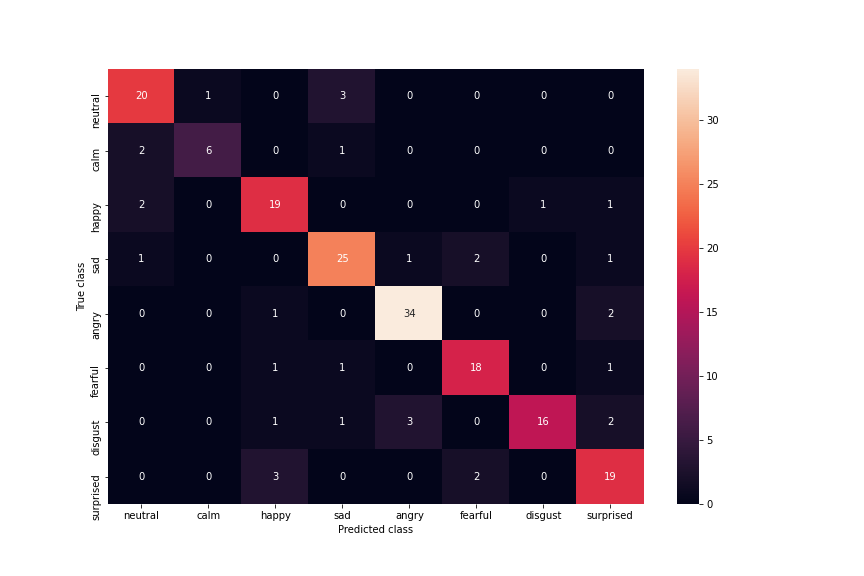 neutral 20 1 0 3 0 0 0 0
calm 2 6 0 1 0 0 0 0
happy 2 0 19 0 0 0 1 1
sad 1 0 0 25 1 2 0 1
angry 0 0 1 0 34 0 0 2
fearful 0 0 1 1 0 18 0 1
disgust 0 0 1 1 3 0 16 2
surprised 0 0 3 0 0 2 0 19
True class
neutral calm happy sad angry fearful disgust surprised
Predicted class
30
25
20
15
10
5
0